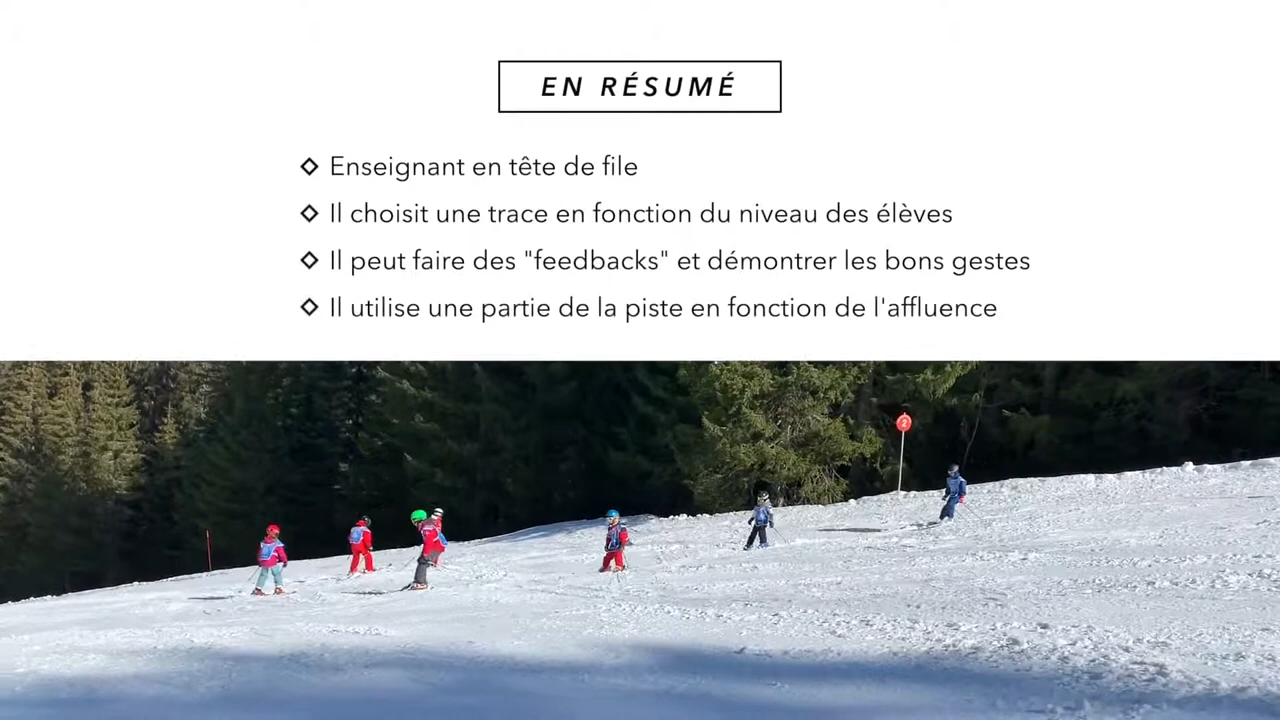 EN RÉSUMÉ
Enseignant en tête de file
Il choisit une trace en fonction du niveau des élèves
Il peut faire des "feedbacks" et démontrer les bons gestes
Il utilise une partie de la piste en fonction de l'affluence
2